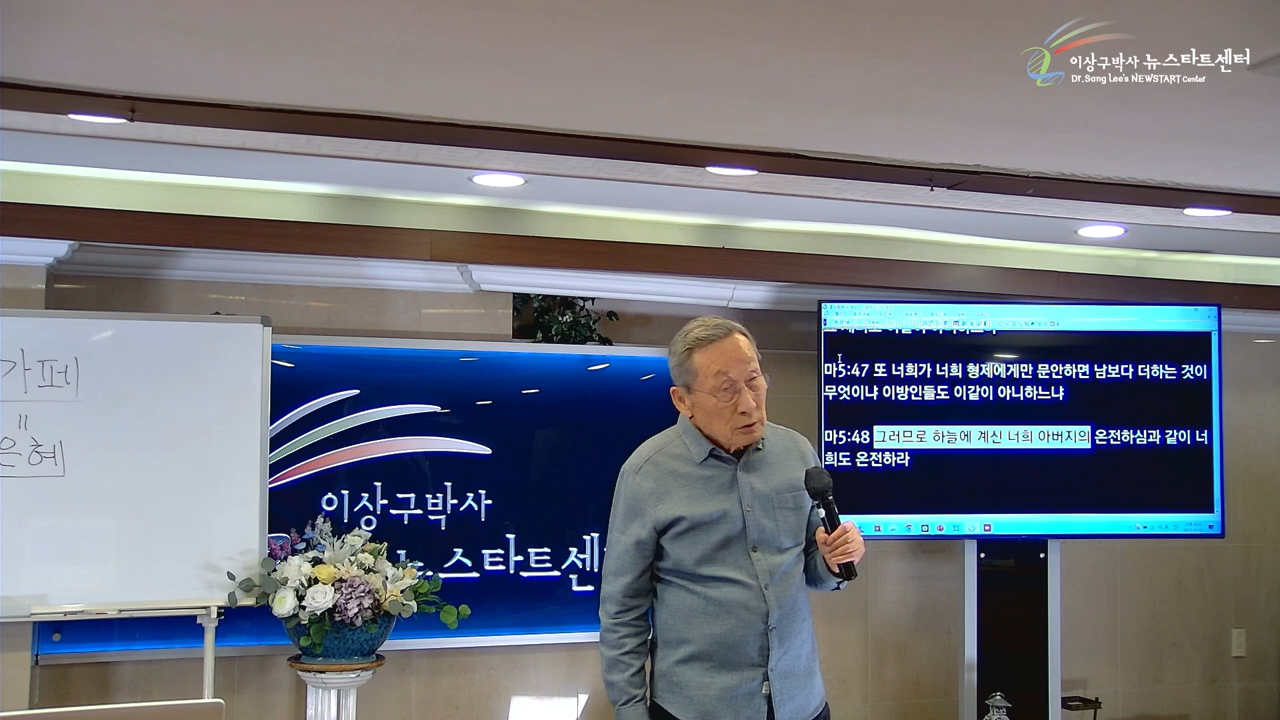 이상구박사 뉴스타트센터
Dr. Sang Lee's NEWSTART Center
가페
=
은혜
이상구박사
뉴스타트센
마5:47 또 너희가 너희 형제에게만 문안하면 남보다 더하는 것이
무엇이냐 이방인들도 이같이 아니하느냐
마5:48 그러므로 하늘에 계신 너희 아버지의 온전하심과 같이 너
희도 온전하라